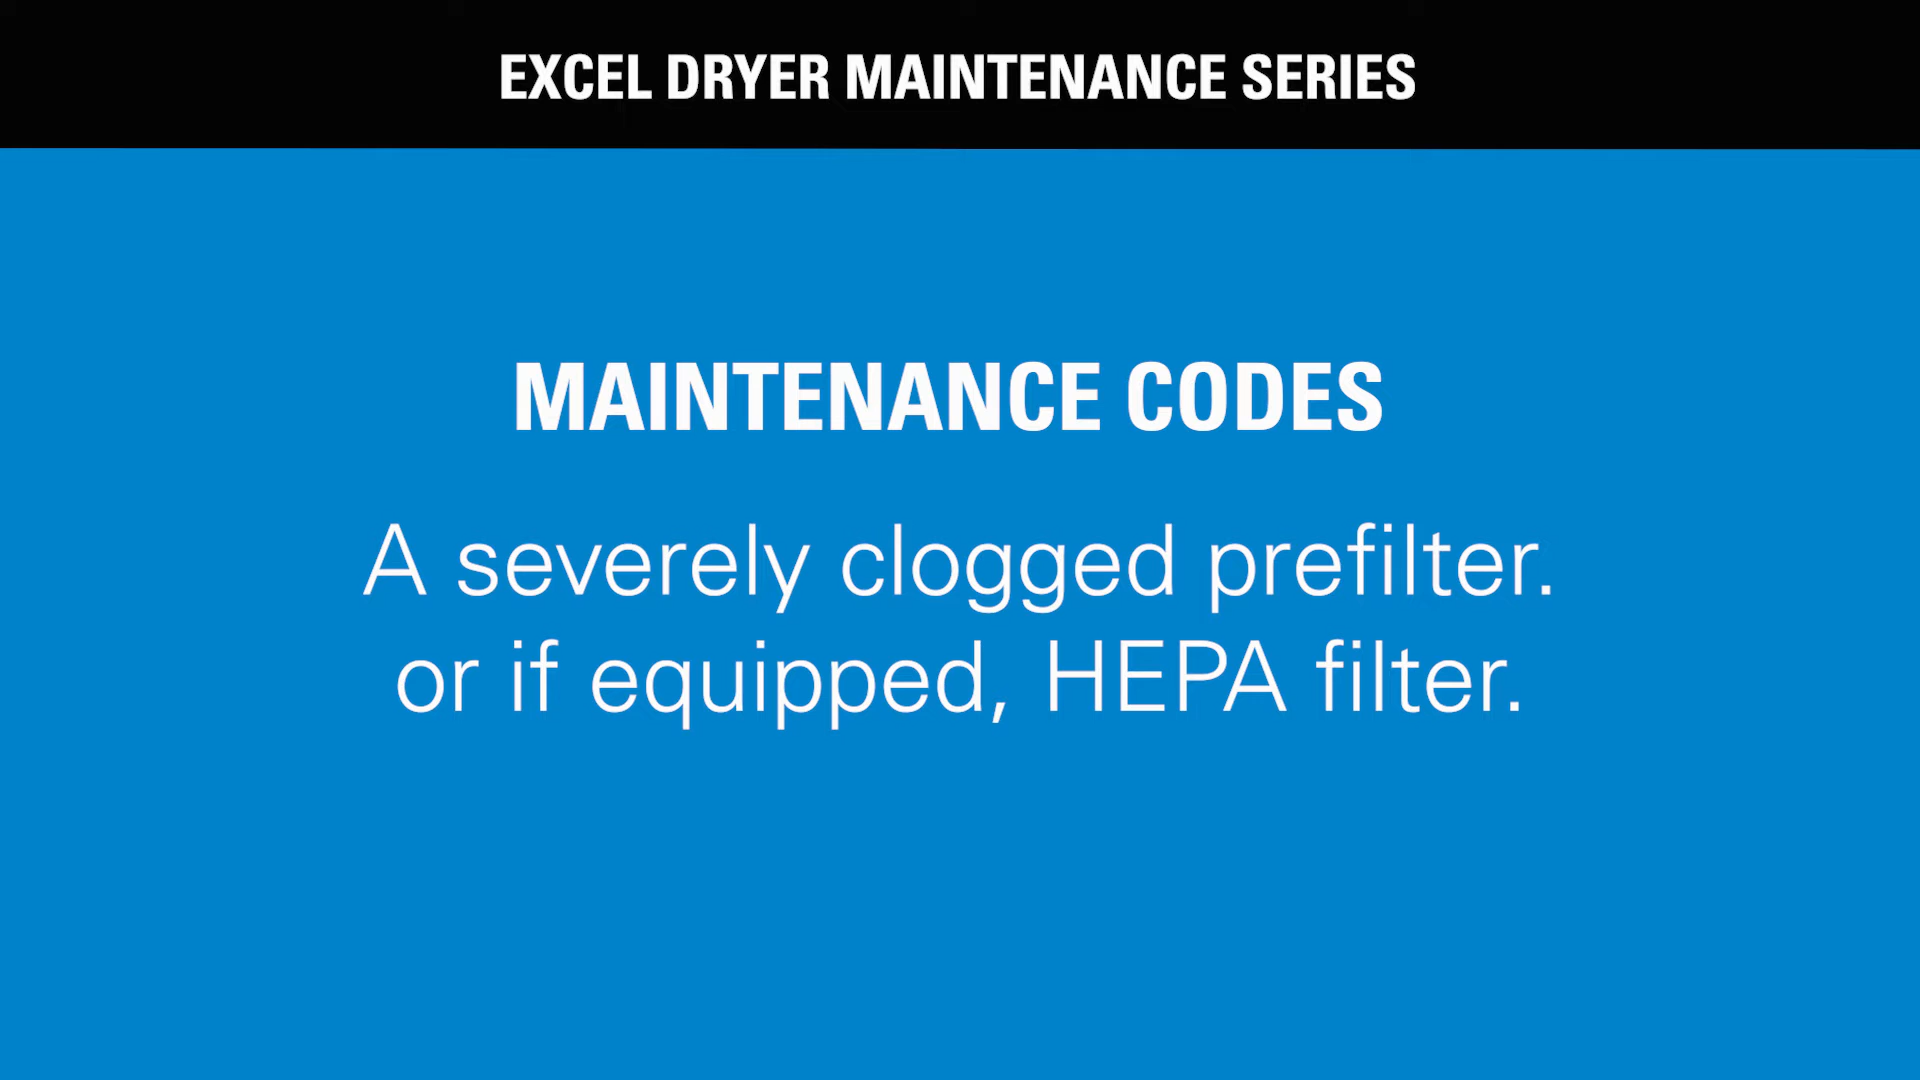 EXCEL DRYER MAINTENANCE SERIES
MAINTENANCE CODES
A severely clogged prefilter.
or if equipped, HEPA filter.